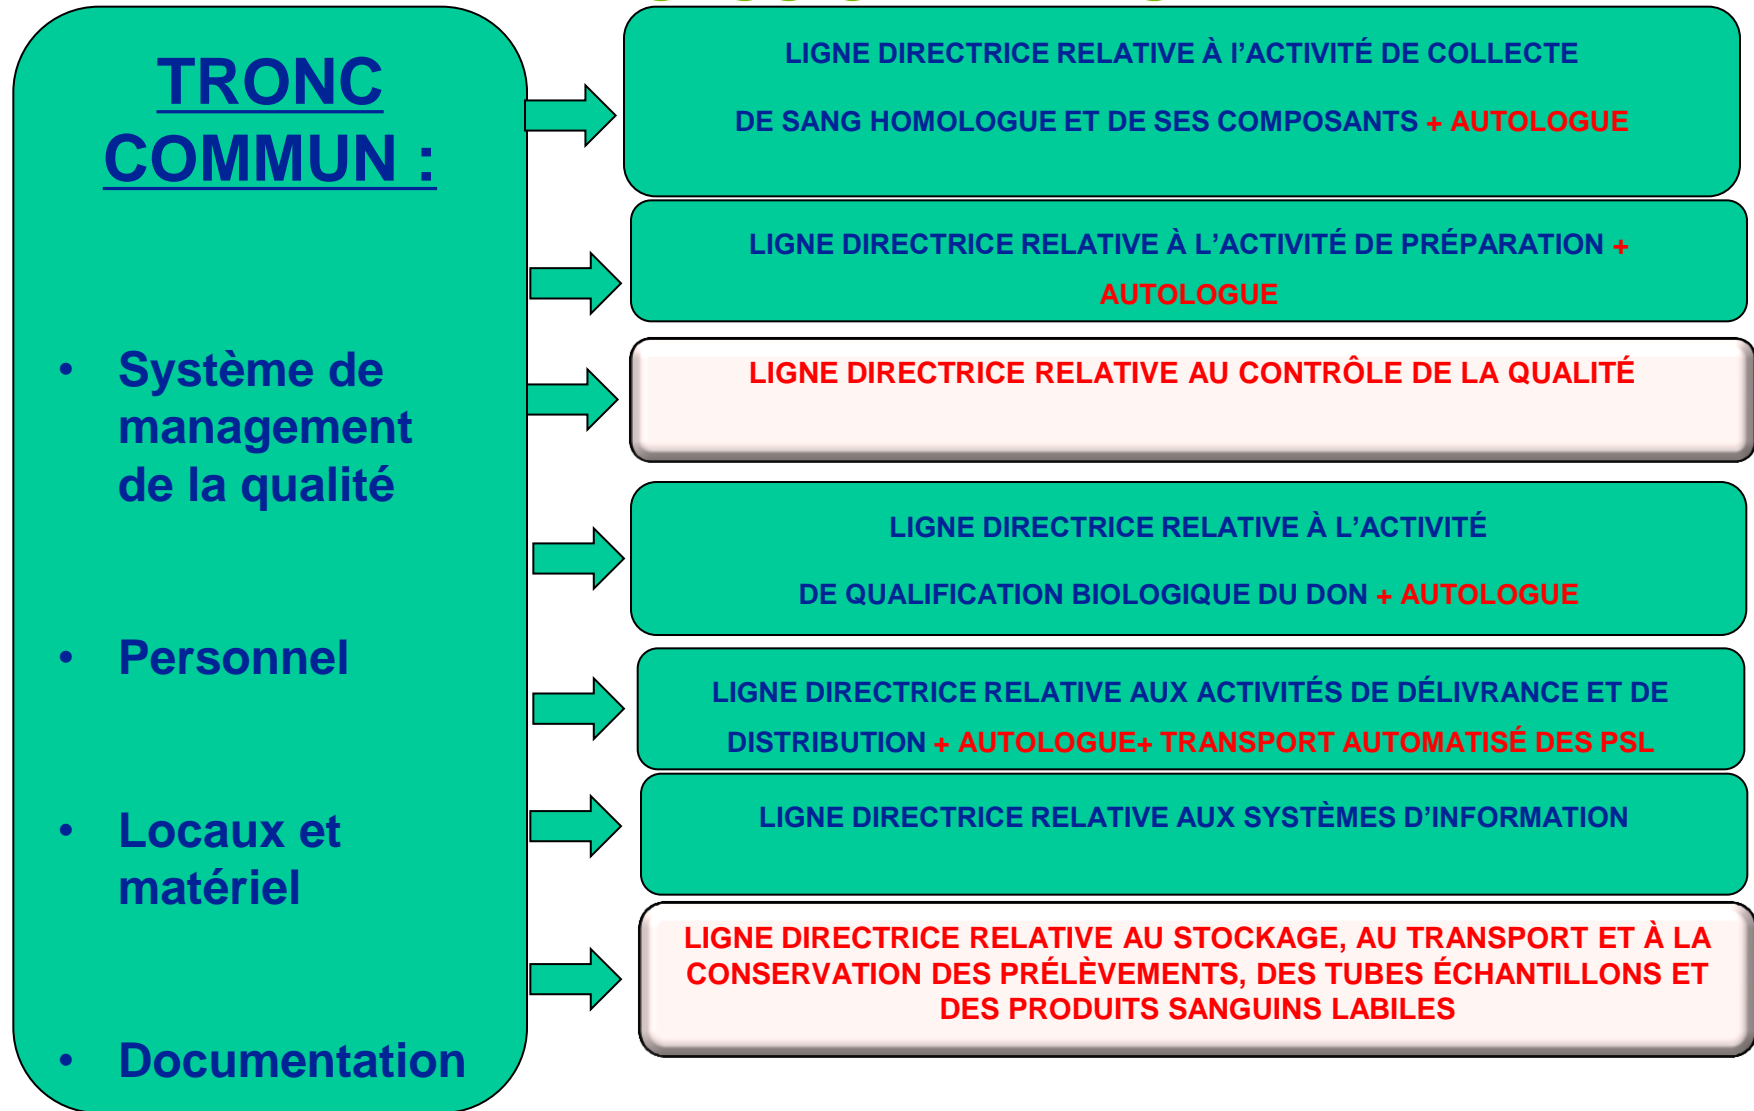 TRONC
COMMUN :
• Système de
management
de la qualité
• Personnel
• Locaux et
matériel
• Documentation
LIGNE DIRECTRICE RELATIVE À l'ACTIVITÉ DE COLLECTE
DE SANG HOMOLOGUE ET DE SES COMPOSANTS + AUTOLOGUE
LIGNE DIRECTRICE RELATIVE À L'ACTIVITÉ DE PRÉPARATION +
AUTOLOGUE
LIGNE DIRECTRICE RELATIVE AU CONTRÔLE DE LA QUALITÉ
LIGNE DIRECTRICE RELATIVE À L'ACTIVITÉ
DE QUALIFICATION BIOLOGIQUE DU DON + AUTOLOGUE
LIGNE DIRECTRICE RELATIVE AUX ACTIVITÉS DE DÉLIVRANCE ET DE
DISTRIBUTION + AUTOLOGUE+ TRANSPORT AUTOMATISÉ DES PSL
LIGNE DIRECTRICE RELATIVE AUX SYSTÈMES D'INFORMATION
LIGNE DIRECTRICE RELATIVE AU STOCKAGE, AU TRANSPORT ET À LA
CONSERVATION DES PRÉLÈVEMENTS, DES TUBES ÉCHANTILLONS ET
DES PRODUITS SANGUINS LABILES